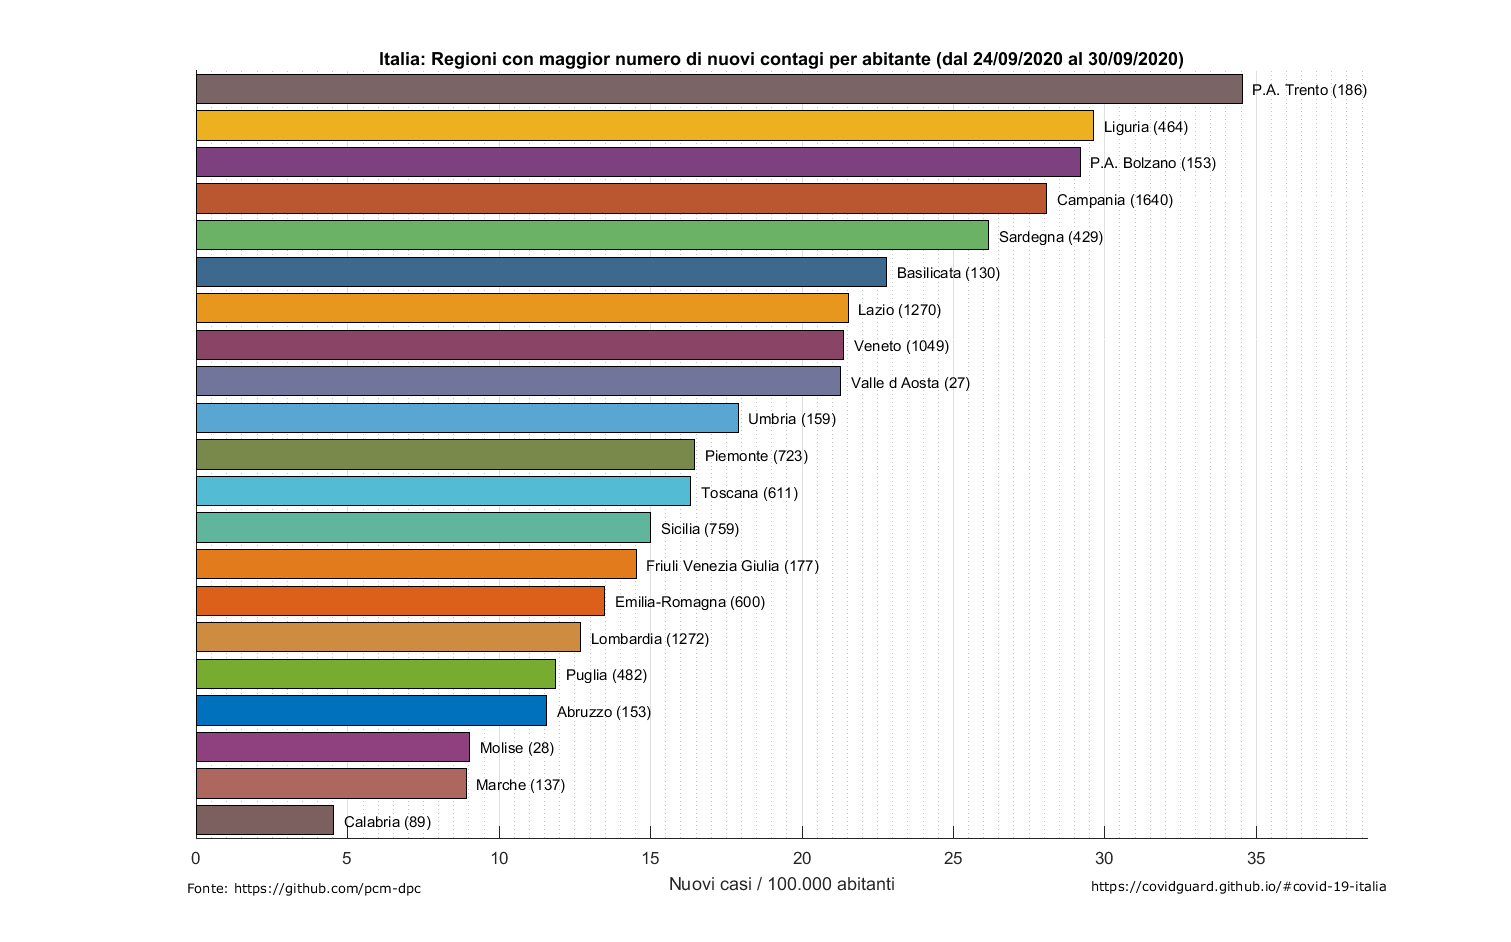 Italia: Regioni con maggior numero di nuovi contagi per abitante (dal 24/09/2020 al 30/09/2020)
P.A. Trento (186)
Liguria (464)
P.A. Bolzano (153)
Campania (1640)
Sardegna (429)
Basilicata (130)
Lazio (1270)
Veneto (1049)
Valle d Aosta (27)
Umbria (159)
Piemonte (723)
Toscana (611)
Sicilia (759)
Friuli Venezia Giulia (177)
Emilia-Romagna (600)
Lombardia (1272)
Puglia (482)
Abruzzo (153)
Molise (28)
Marche (137)
Calabria (89)
0 5 10 15 20 25 30 35
Nuovi casi / 100.000 abitanti
Fonte: https://github.com/pcm-dpc
https://covidguard.github.io/#covid-19-italia